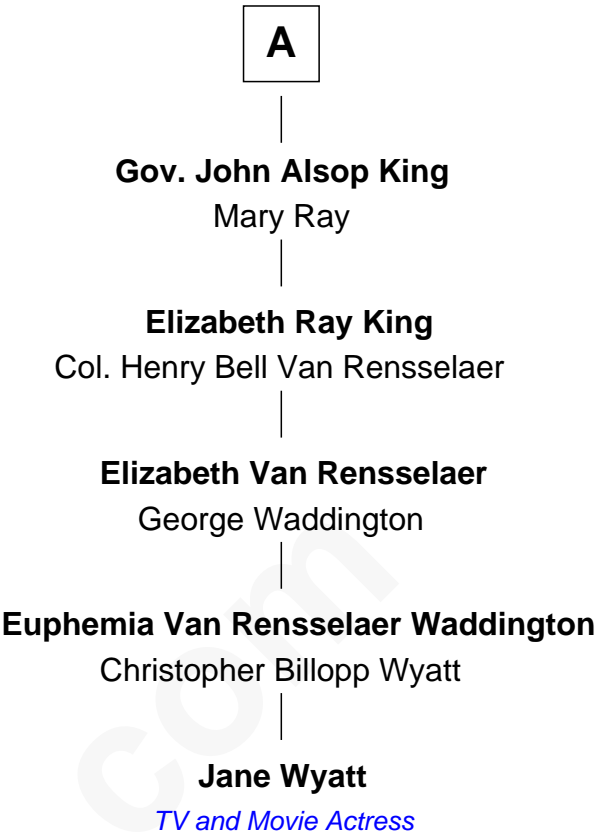 A
Gov. John Alsop King
Mary Ray
Elizabeth Ray King
Col. Henry Bell Van Rensselaer
Elizabeth Van Rensselaer
George Waddington
Euphemia Van Rensselaer Waddington
Christopher Billopp Wyatt
Jane Wyatt
TV and Movie Actress
com